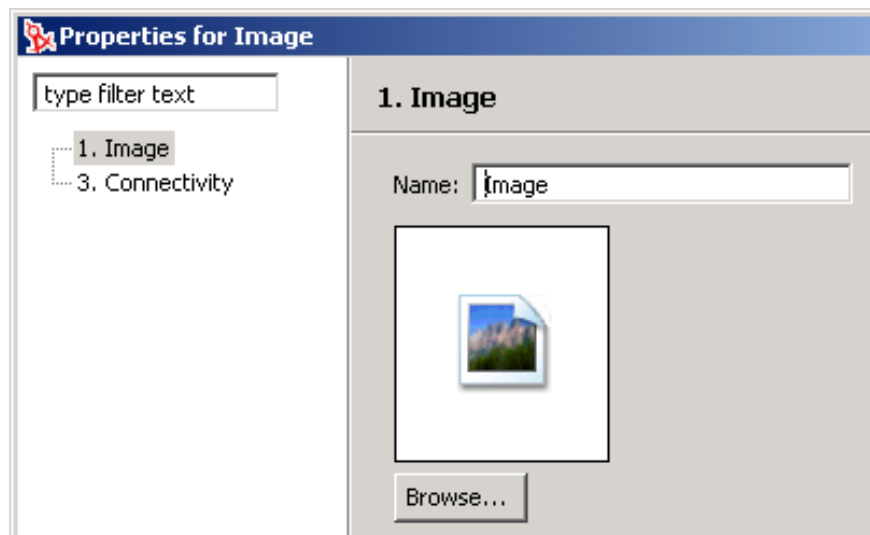 Properties for Image
type filter text
1. Image
3. Connectivity
1. Image
Name: Image
Browse...